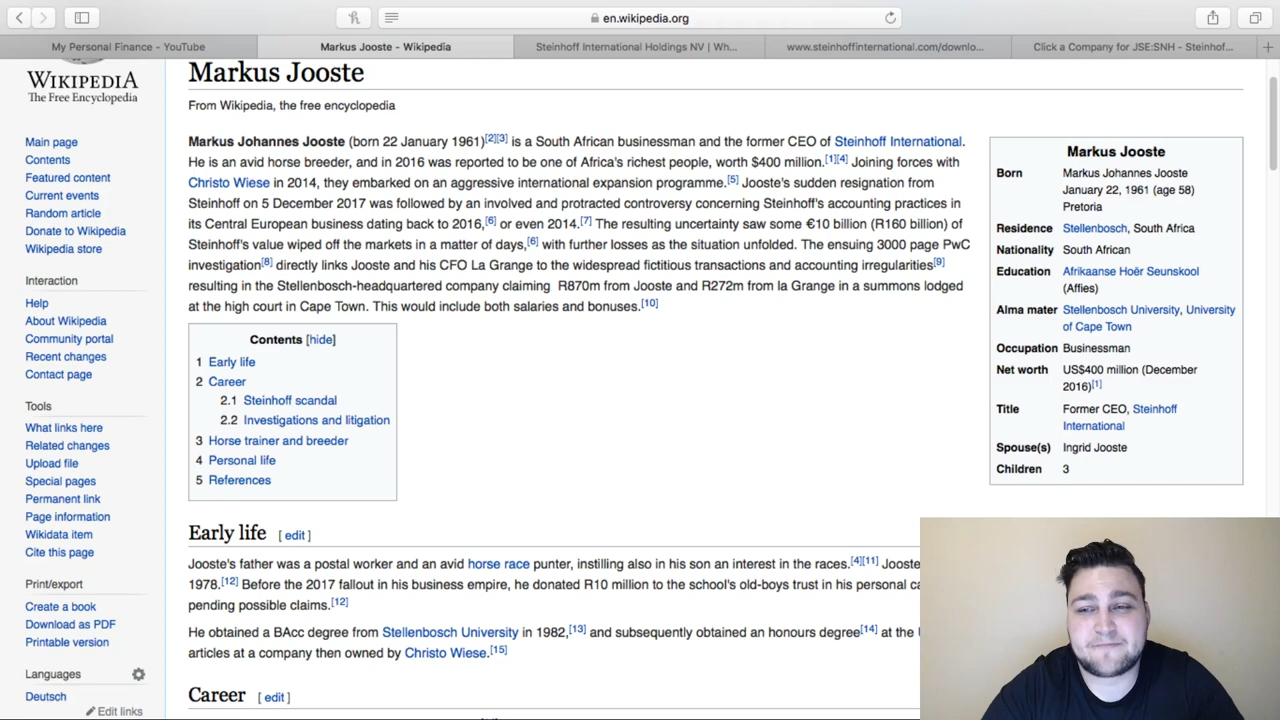 en.wikipedia.org
My Personal Finance - YouTube
Markus Jooste - Wikipedia
Steinhoff International Holdings NV | Wh...
www.steinhoffinternational.com/downlo...
Click a Company for JSE:SNH - Steinhof...
WIKIPEDIA
The Free Encyclopedia
Main page
Contents
Featured content
Current events
Random article
Donate to Wikipedia
Wikipedia store
Interaction
Help
About Wikipedia
Community portal
Recent changes
Contact page
Tools
What links here
Related changes
Upload file
Special pages
Permanent link
Page information
Wikidata item
Cite this page
Print/export
Create a book
Download as PDF
Printable version
Languages
Deutsch
Edit links
Markus Jooste
From Wikipedia, the free encyclopedia
Markus Johannes Jooste (born 22 January 1961)[2][3] is a South African businessman and the former CEO of Steinhoff International.
He is an avid horse breeder, and in 2016 was reported to be one of Africa's richest people, worth $400 million.[1][4] Joining forces with
Christo Wiese in 2014, they embarked on an aggressive international expansion programme.[5] Jooste's sudden resignation from
Steinhoff on 5 December 2017 was followed by an involved and protracted controversy concerning Steinhoff's accounting practices in
its Central European business dating back to 2016,[6] or even 2014.[7] The resulting uncertainty saw some €10 billion (R160 billion) of
Steinhoff's value wiped off the markets in a matter of days,[6] with further losses as the situation unfolded. The ensuing 3000 page PwC
investigation[8] directly links Jooste and his CFO La Grange to the widespread fictitious transactions and accounting irregularities[9]
resulting in the Stellenbosch-headquartered company claiming R870m from Jooste and R272m from la Grange in a summons lodged
at the high court in Cape Town. This would include both salaries and bonuses.[10]
Contents [hide]
1 Early life
2 Career
2.1 Steinhoff scandal
2.2 Investigations and litigation
3 Horse trainer and breeder
4 Personal life
5 References
Markus Jooste
Born Markus Johannes Jooste
January 22, 1961 (age 58)
Pretoria
Residence Stellenbosch, South Africa
Nationality South African
Education Afrikaanse Hoër Seunskool
(Affies)
Alma mater Stellenbosch University, University
of Cape Town
Occupation Businessman
Net worth US$400 million (December
2016)[1]
Title Former CEO, Steinhoff
International
Spouse(s) Ingrid Jooste
Children 3
Early life [ edit ]
Jooste's father was a postal worker and an avid horse race punter, instilling also in his son an interest in the races.[4][11] Jooste
1978.[12] Before the 2017 fallout in his business empire, he donated R10 million to the school's old-boys trust in his personal ca
pending possible claims.[12]
He obtained a BAcc degree from Stellenbosch University in 1982,[13] and subsequently obtained an honours degree[14] at the
articles at a company then owned by Christo Wiese.[15]
Career [ edit ]